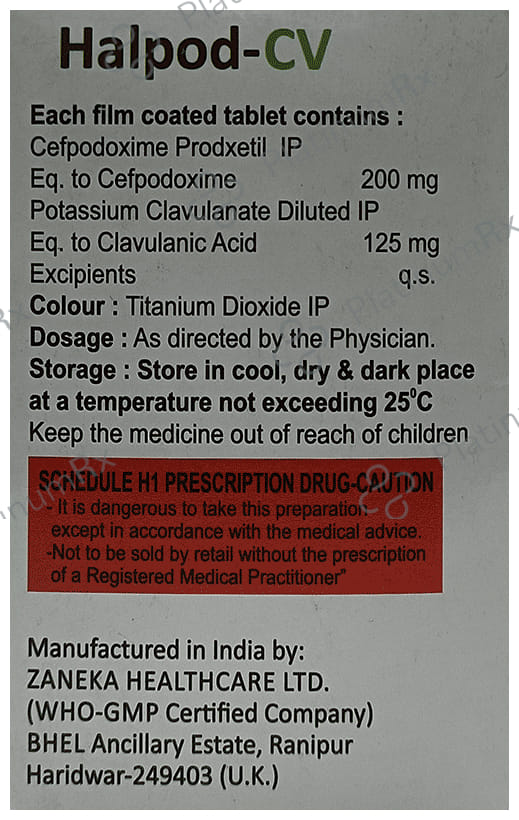 Halpod-CV
Each film coated tablet contains :
Cefpodoxime Prodxetil IP
Eq. to Cefpodoxime 200 mg
Potassium Clavulanate Diluted IP
Eq. to Clavulanic Acid 125 mg
Excipients q.s.
Colour : Titanium Dioxide IP
Dosage : As directed by the Physician.
Storage : Store in cool, dry & dark place
at a temperature not exceeding 25⁰C
Keep the medicine out of reach of children
SCHEDULE H1 PRESCRIPTION DRUG-CAUTION
- It is dangerous to take this preparation
except in accordance with the medical advice.
-Not to be sold by retail without the prescription
of a Registered Medical Practitioner"
Manufactured in India by:
ZANEKA HEALTHCARE LTD.
(WHO-GMP Certified Company)
BHEL Ancillary Estate, Ranipur
Haridwar-249403 (U.K.)
PlatinumRx